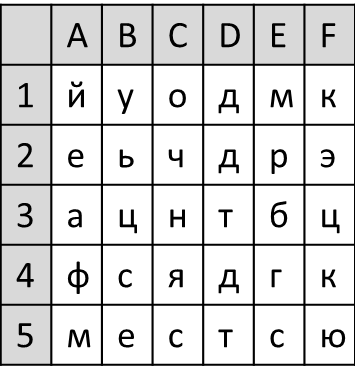 A B C D E F
1 й у о д м к
2 е ь ч д р э
3 а ц н т б ц
4 ф с я д г к
5 м е с т с ю